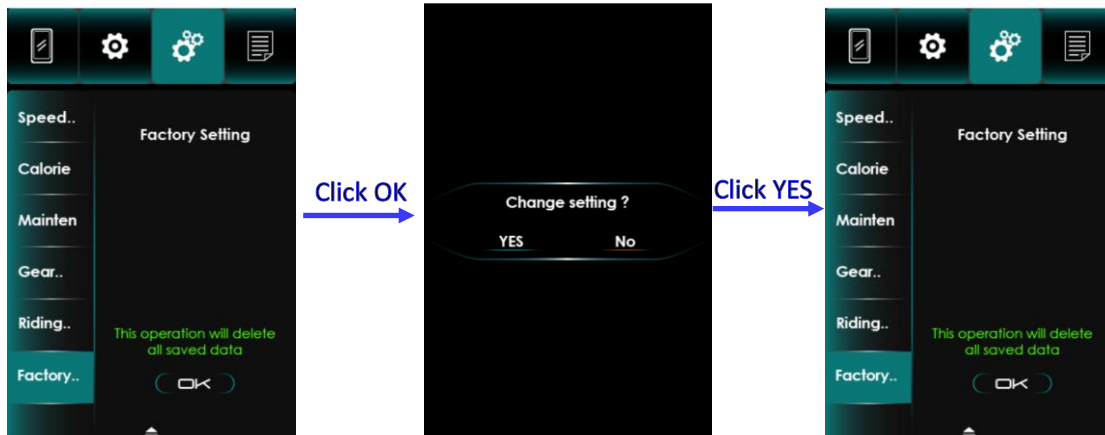 Speed..
Calorie
Mainten
Gear..
Riding..
Factory..
Factory Setting
This operation will delete
all saved data
OK
Click OK
Change setting ?
YES No
Click YES
Speed..
Calorie
Mainten
Gear..
Riding..
Factory..
Factory Setting
This operation will delete
all saved data
OK